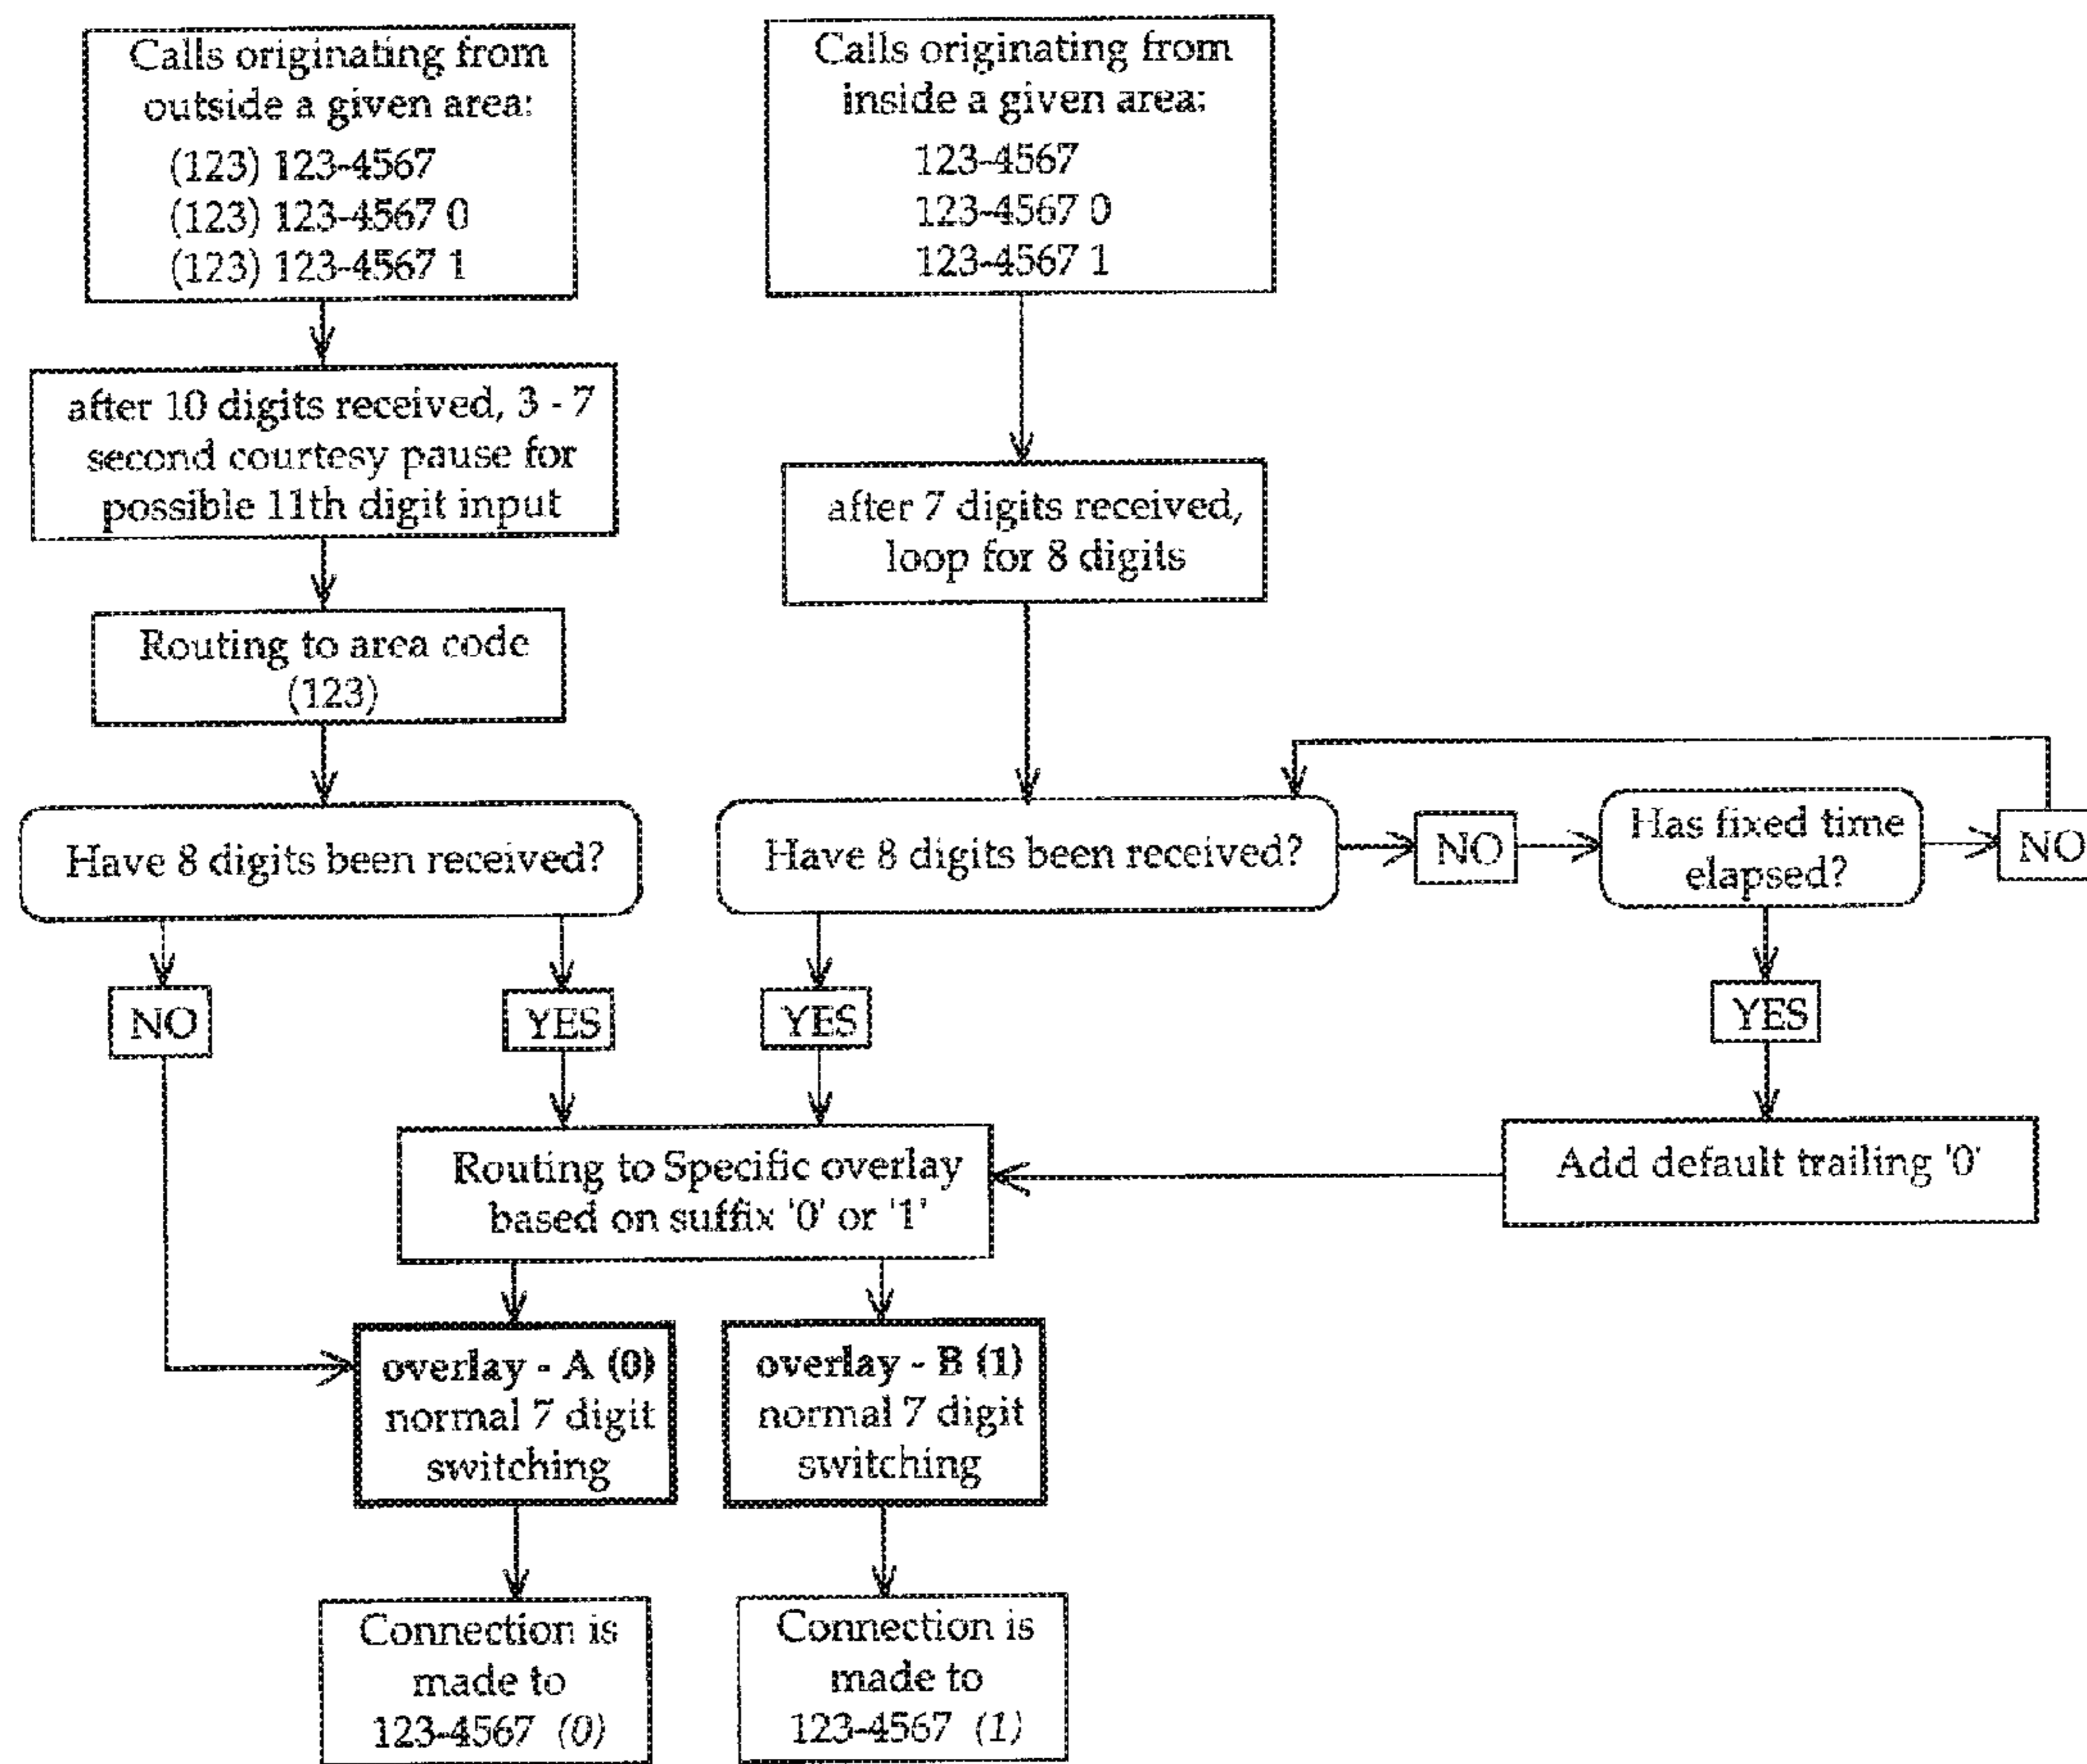 Calls originating from
outside a given area:
(123) 123-4567
(123) 123-4567 0
(123) 123-4567 1
Calls originating from
inside a given area:
123-4567
123-4567 0
123-4567 1
after 10 digits received, 3 - 7
second courtesy pause for
possible 11th digit input
after 7 digits received,
loop for 8 digits
Routing to area code
(123)
Have 8 digits been received?
Have 8 digits been received?
NO
Has fixed time
elapsed?
NO
NO
YES
YES
YES
Routing to Specific overlay
based on suffix '0' or '1'
Add default trailing '0'
overlay - A (0)
normal 7 digit
switching
overlay - B (1)
normal 7 digit
switching
Connection is
made to
123-4567 (0)
Connection is
made to
123-4567 (1)